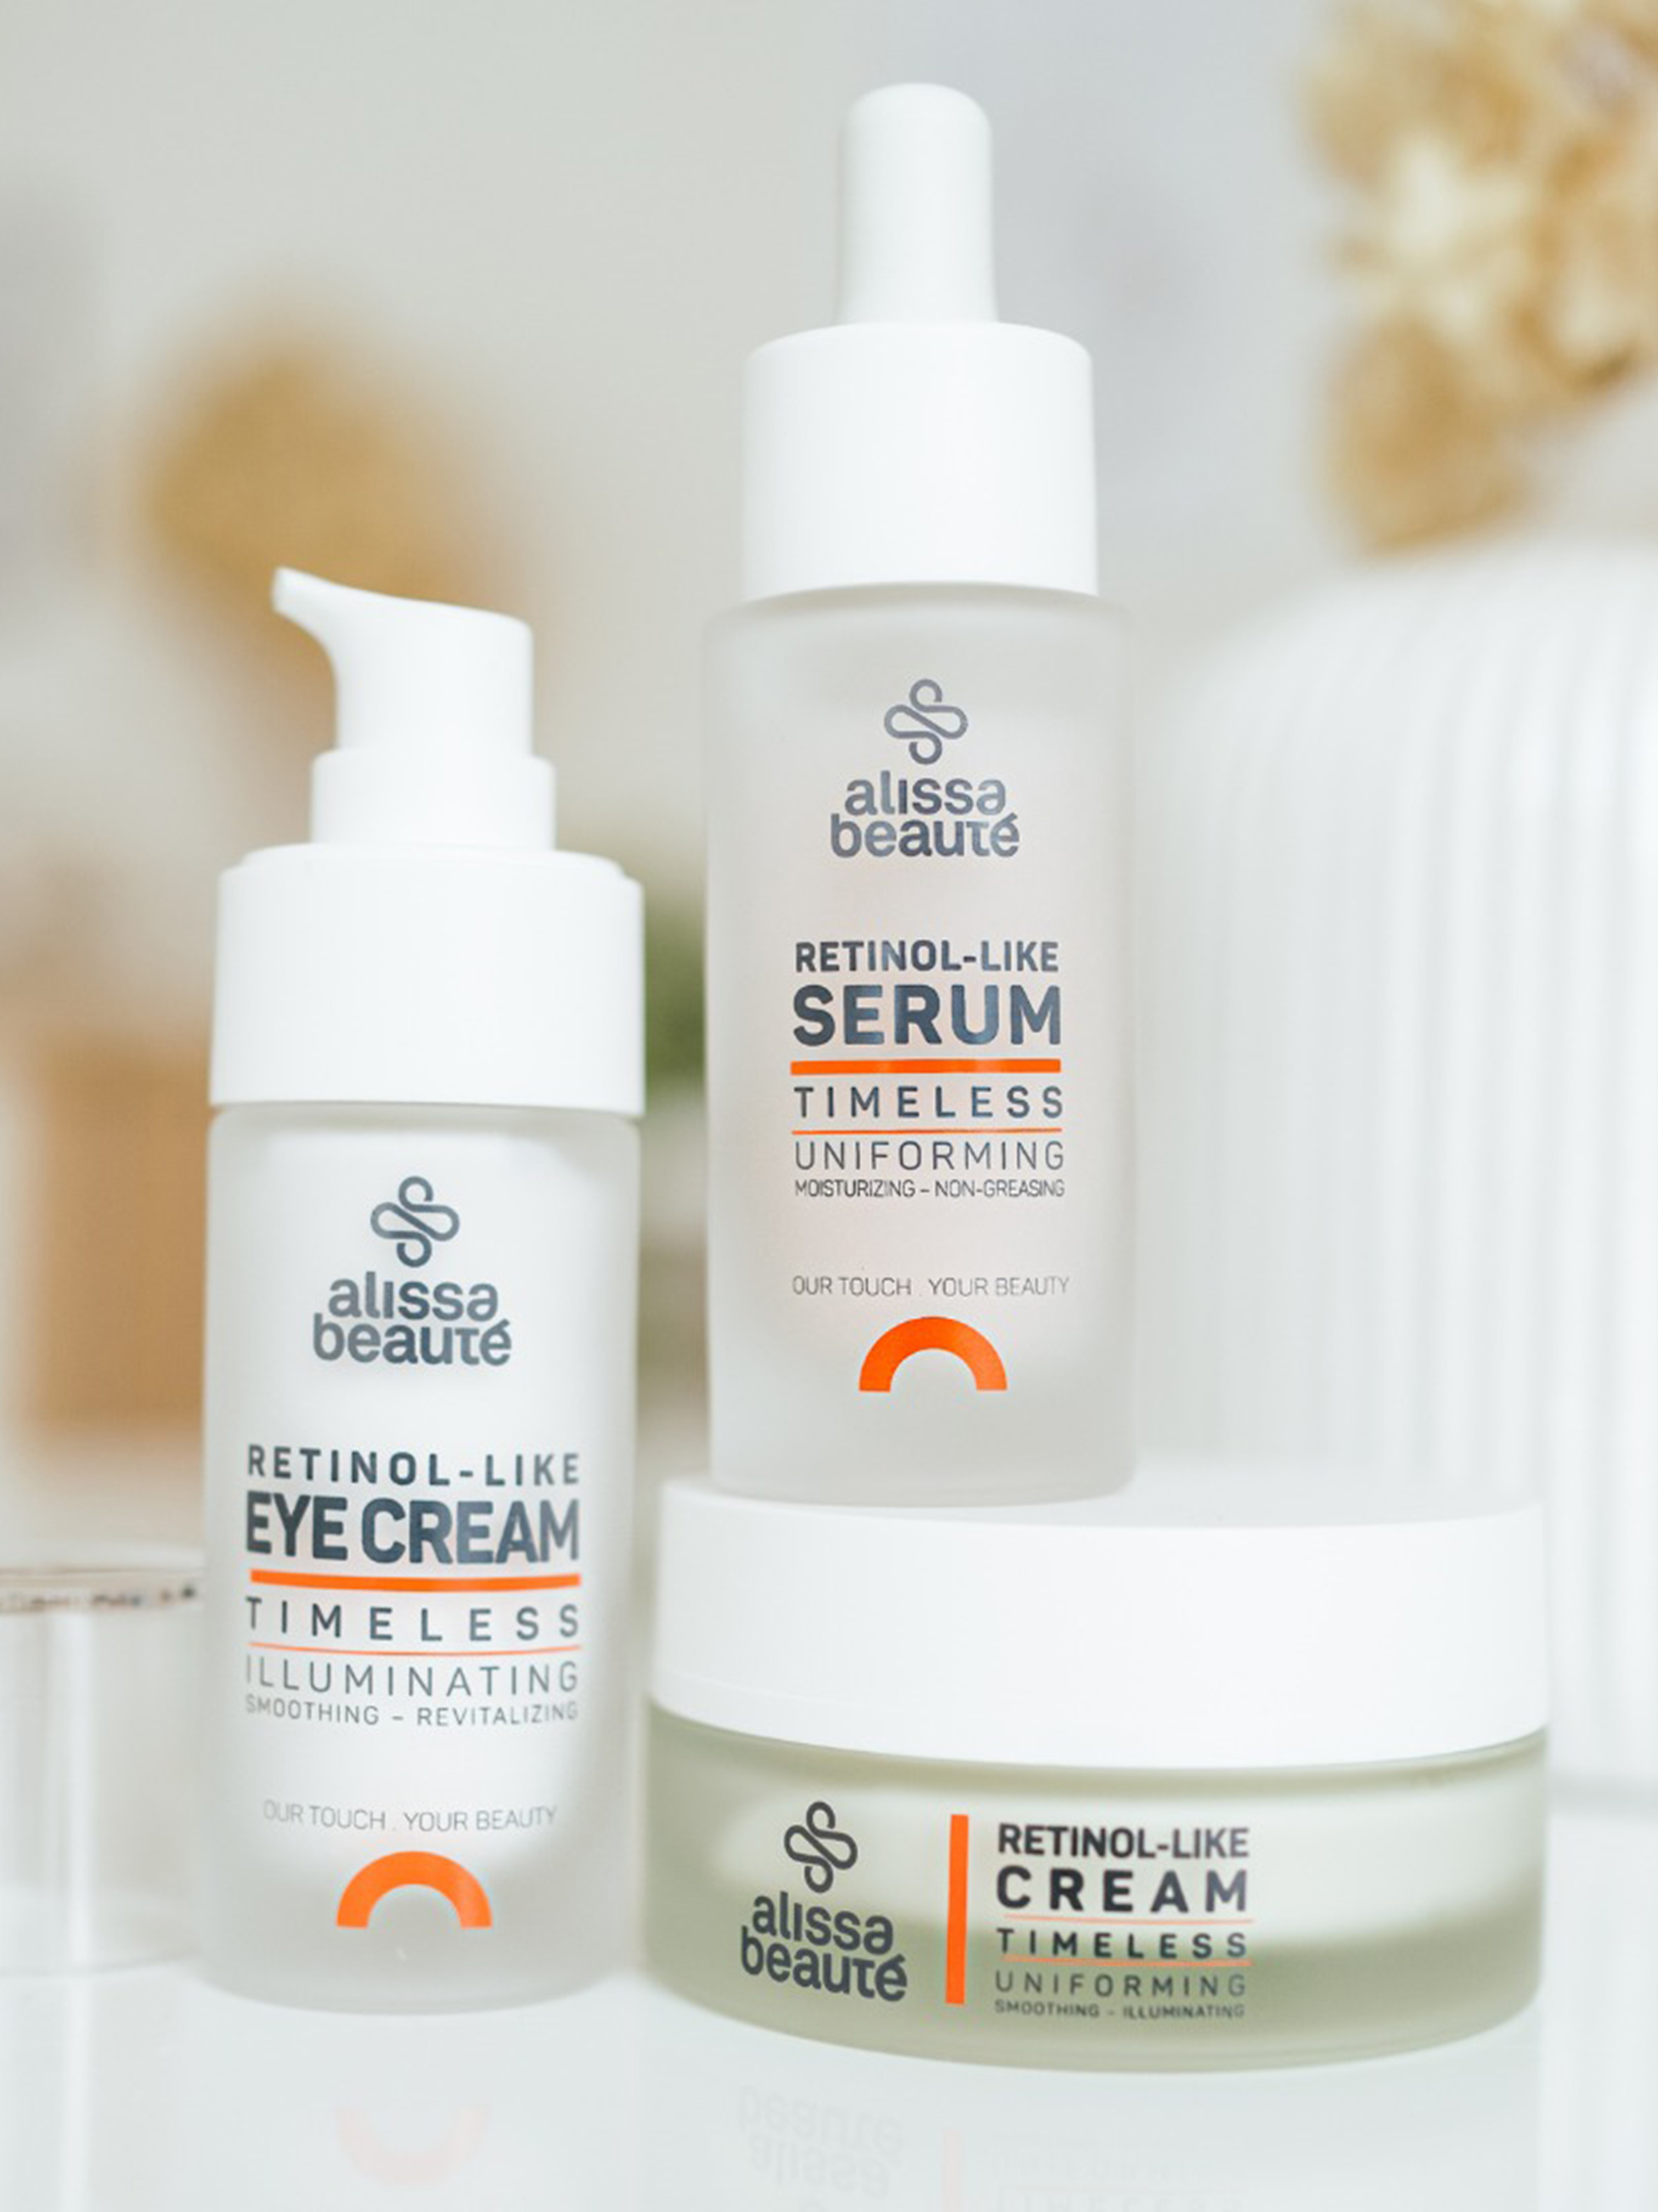 alissa
beauté
RETINOL-LIKE
SERUM
TIMELESS
UNIFORMING
MOISTURIZING – NON-GREASING
OUR TOUCH . YOUR BEAUTY
alissa
beauté
RETINOL-LIKE
EYE CREAM
TIMELESS
ILLUMINATING
SMOOTHING – REVITALIZING
OUR TOUCH . YOUR BEAUTY
alissa
beauté
RETINOL-LIKE
CREAM
TIMELESS
UNIFORMING
SMOOTHING - ILLUMINATING